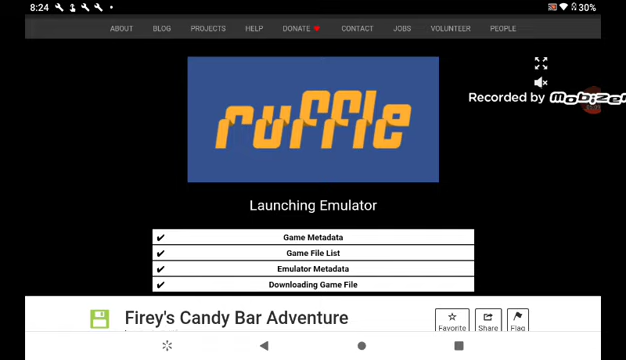 8:24 30%
ABOUT BLOG PROJECTS HELP DONATE CONTACT JOBS VOLUNTEER PEOPLE
ruffle
Recorded by
Launching Emulator
Game Metadata
Game File List
Emulator Metadata
Downloading Game File
Firey's Candy Bar Adventure
Favorite Share Flag